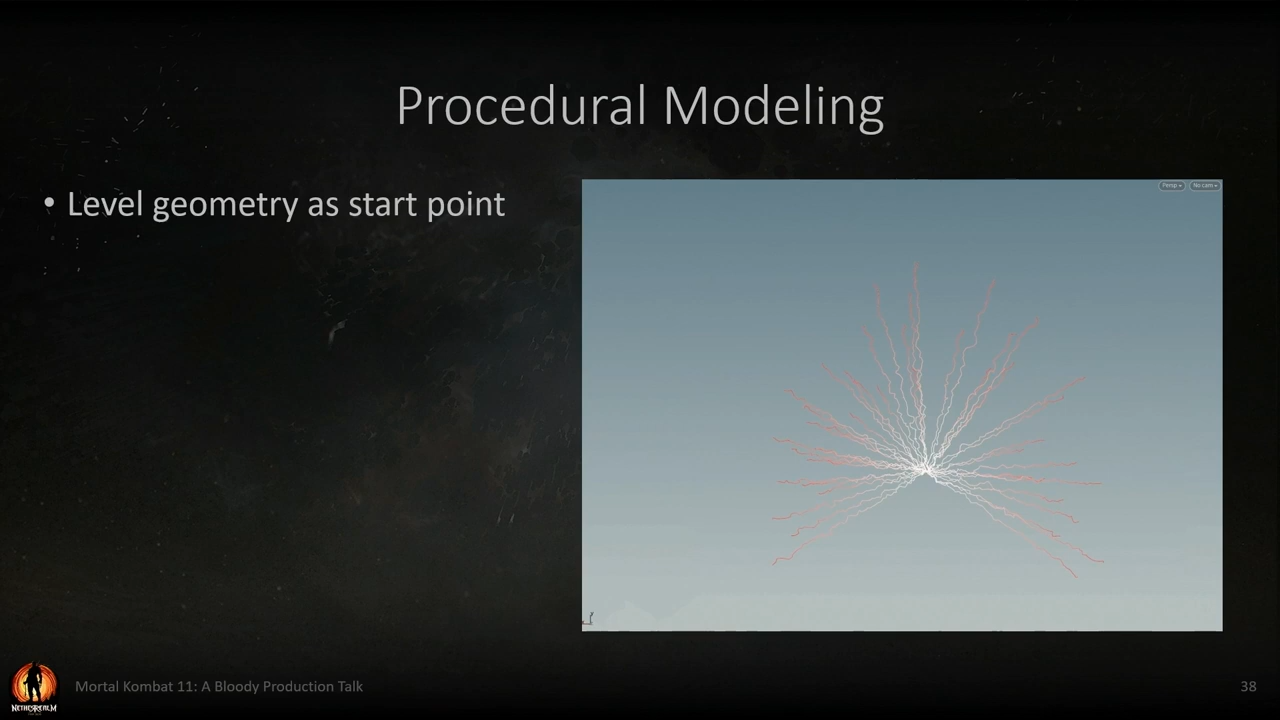 Procedural Modeling
• Level geometry as start point
Persp
No cam
NETHERREALM
Mortal Kombat 11: A Bloody Production Talk
38